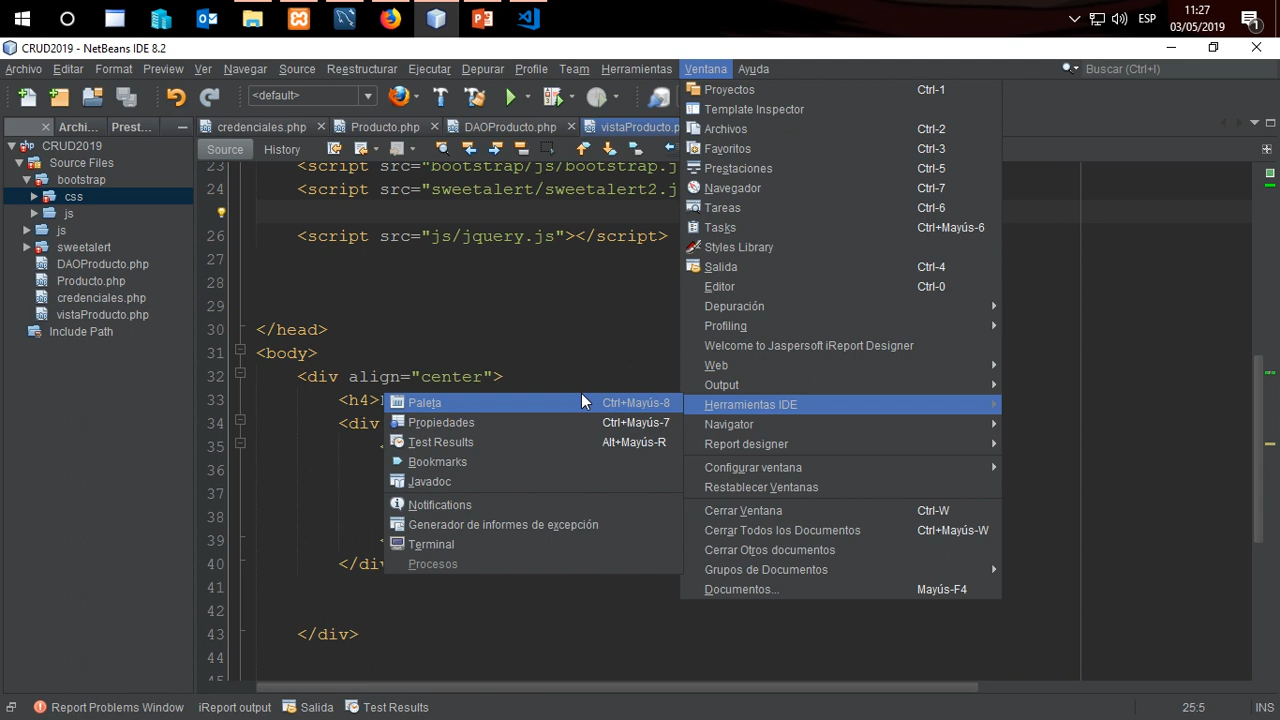 11:27
ESP
03/05/2019
1
CRUD2019 - NetBeans IDE 8.2
Archivo Editar Format Preview Ver Navegar Source Reestructurar Ejecutar Depurar Profile Team Herramientas Ventana Ayuda
Buscar (Ctrl+I)
<default>
Archi... Prest... credenciales.php Producto.php DAOProducto.php vistaProducto.p
Source History
CRUD2019
Source Files
bootstrap
css
js
js
sweetalert
DAOProducto.php
Producto.php
credenciales.php
vistaProducto.php
Include Path
23 <script src="bootstrap/js/bootstrap.j
24 <script src="sweetalert/sweetalert2.j
26 <script src="js/jquery.js"></script>
27
28
29
30 </head>
31 <body>
32 <div align="center">
33 <h4>
34 <div
35 <
36
37
38
39 <
40 </div
41
42
43 </div>
44
45
Proyectos Ctrl-1
Template Inspector
Archivos Ctrl-2
Favoritos Ctrl-3
Prestaciones Ctrl-5
Navegador Ctrl-7
Tareas Ctrl-6
Tasks Ctrl+Mayús-6
Styles Library
Salida Ctrl-4
Editor Ctrl-0
Depuración
Profiling
Welcome to Jaspersoft iReport Designer
Web
Output
Herramientas IDE
Navigator
Report designer
Configurar ventana
Restablecer Ventanas
Cerrar Ventana Ctrl-W
Cerrar Todos los Documentos Ctrl+Mayús-W
Cerrar Otros documentos
Grupos de Documentos
Documentos... Mayús-F4
Paleta Ctrl+Mayús-8
Propiedades Ctrl+Mayús-7
Test Results Alt+Mayús-R
Bookmarks
Javadoc
Notifications
Generador de informes de excepción
Terminal
Procesos
Report Problems Window iReport output Salida Test Results 25:5 INS